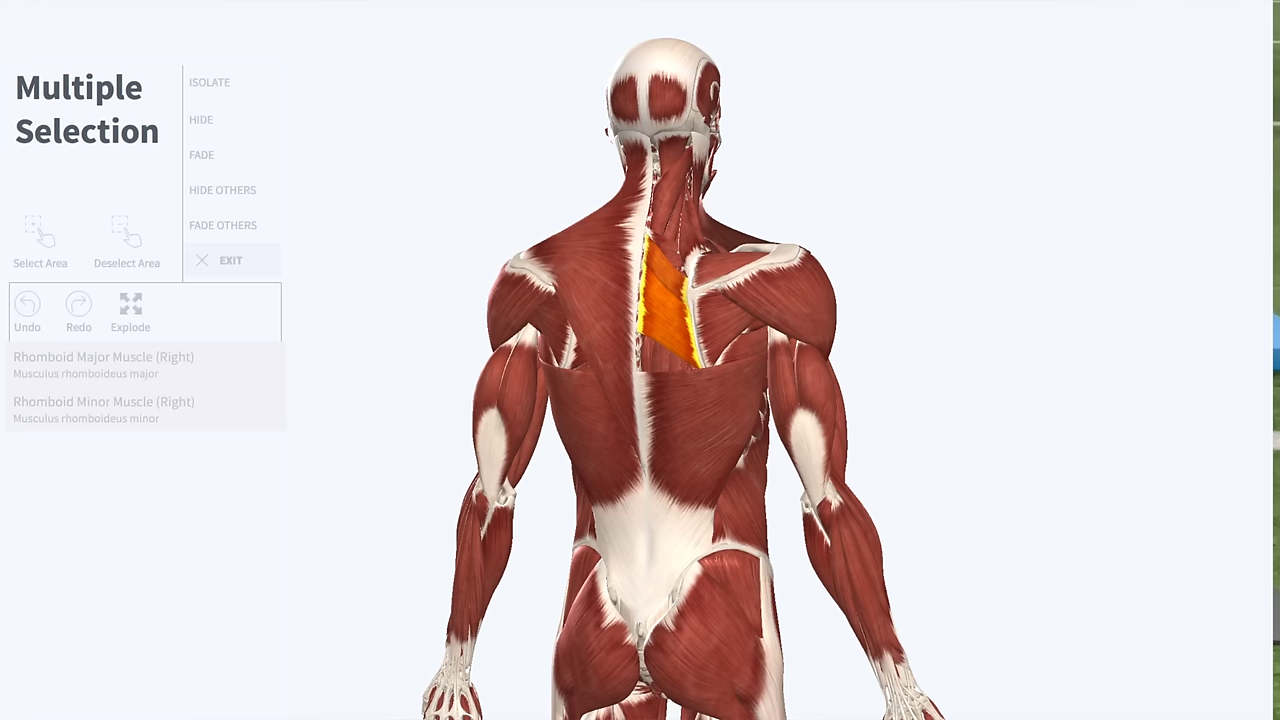 Multiple
Selection
ISOLATE
HIDE
FADE
HIDE OTHERS
FADE OTHERS
EXIT
Select Area
Deselect Area
Undo
Redo
Explode
Rhomboid Major Muscle (Right)
Musculus rhomboideus major
Rhomboid Minor Muscle (Right)
Musculus rhomboideus minor